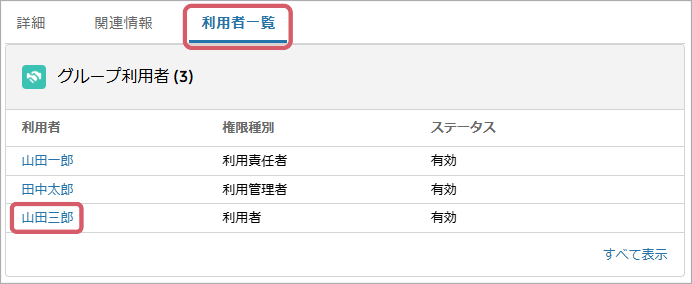 詳細 関連情報 利用者一覧
グループ利用者 (3)
利用者 権限種別 ステータス
山田一郎 利用責任者 有効
田中太郎 利用管理者 有効
山田三郎 利用者 有効
すべて表示